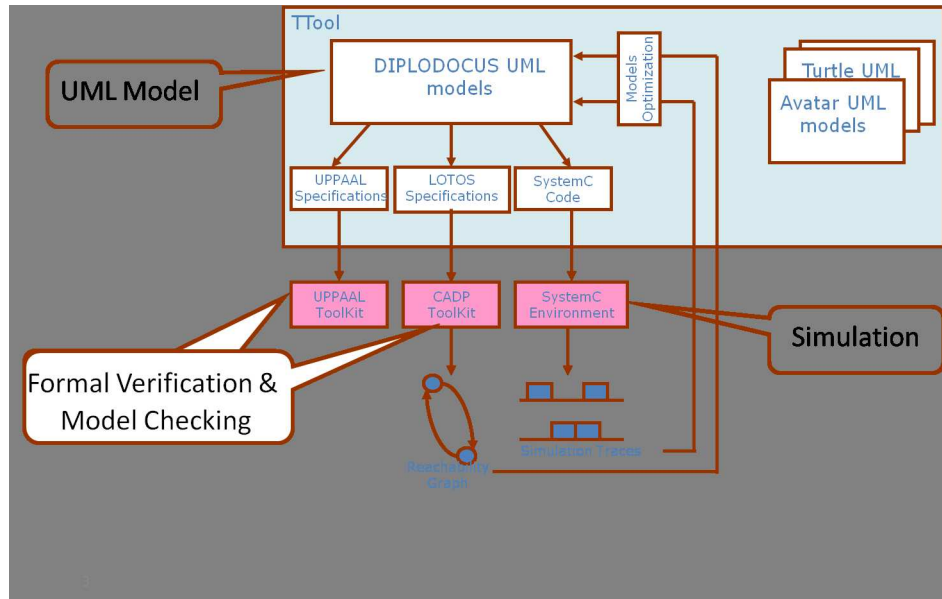 TTool
DIPLODOCUS UML
models
Models
Optimization
Turtle UML
Avatar UML
models
UML Model
UPPAAL
Specifications
LOTOS
Specifications
SystemC
Code
UPPAAL
ToolKit
CADP
ToolKit
SystemC
Environment
Simulation
Formal Verification &
Model Checking
Simulation Traces
Reachability
Graph